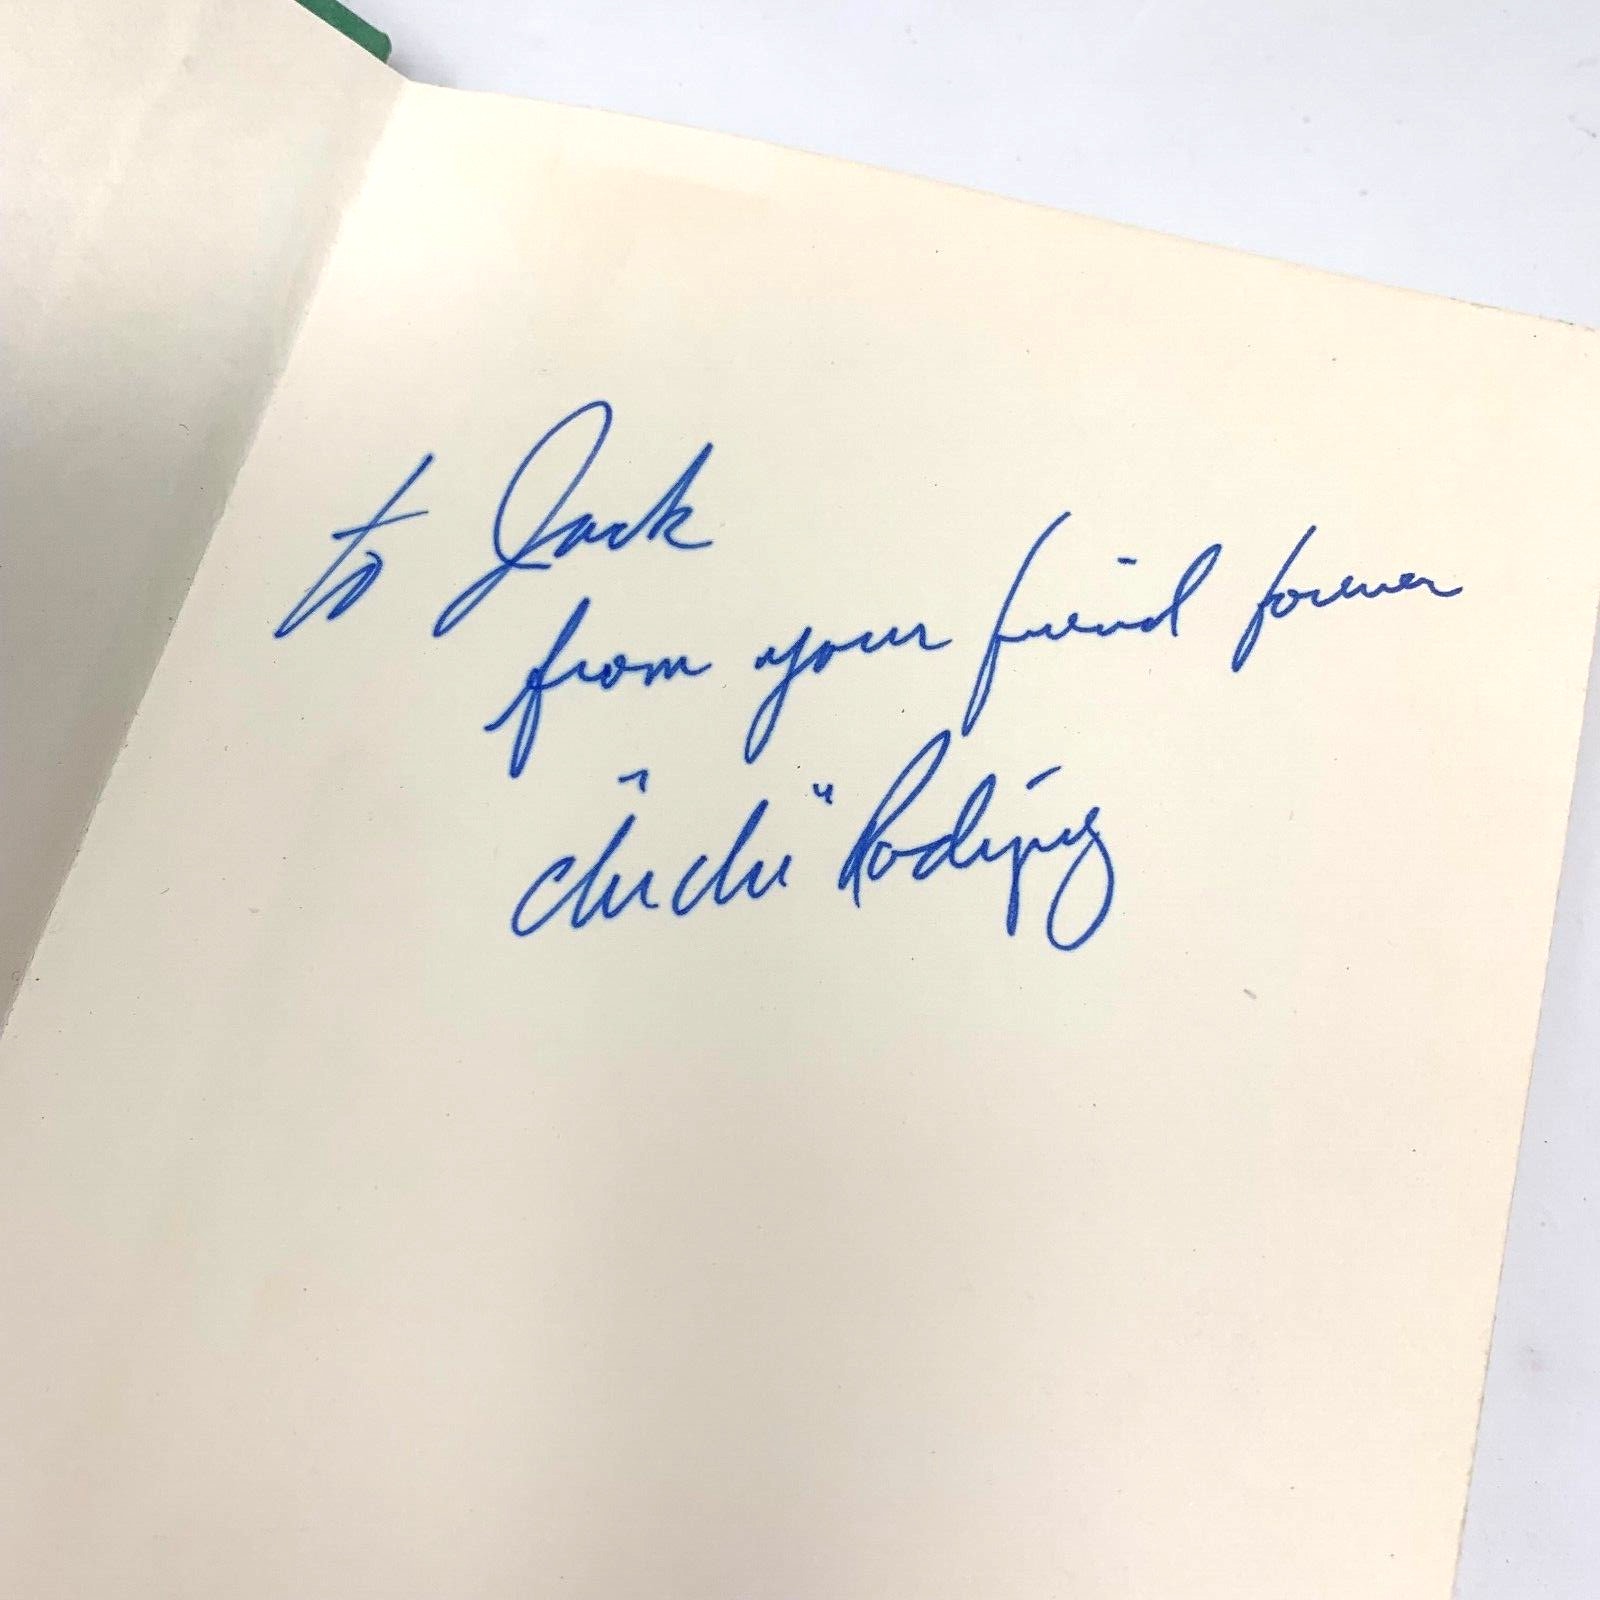 to Jack
from your friend forever
"chichi" Rodriguez